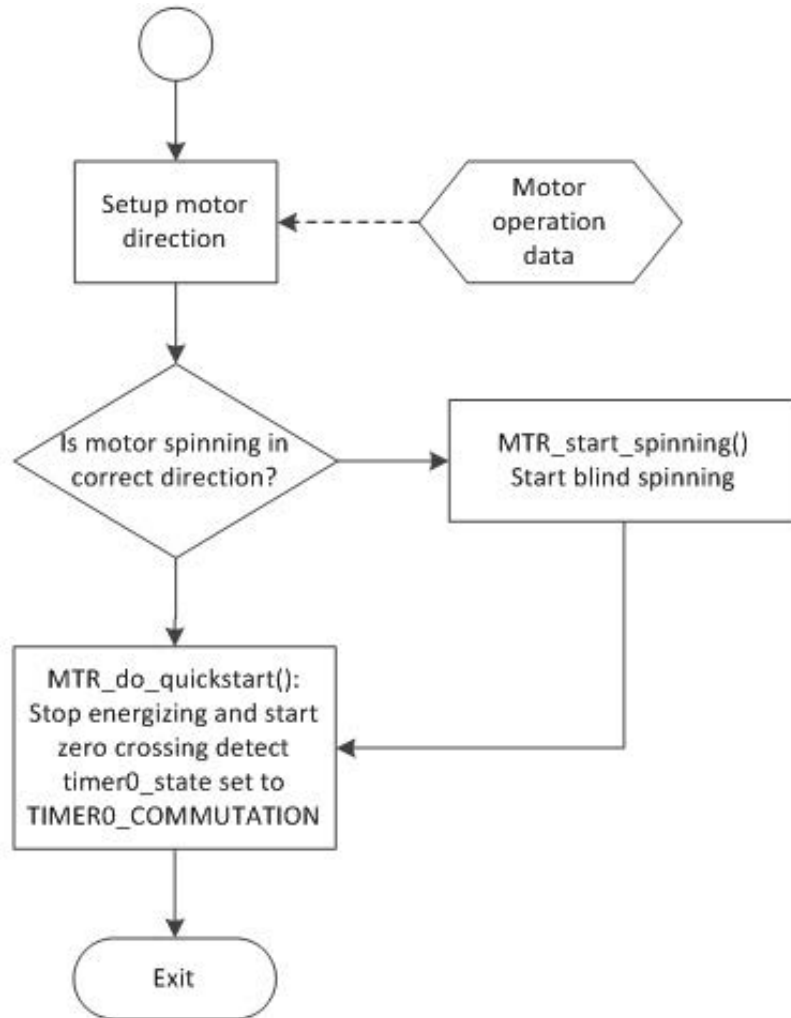 Setup motor
direction
Motor
operation
data
Is motor spinning in
correct direction?
MTR_start_spinning()
Start blind spinning
MTR_do_quickstart():
Stop energizing and start
zero crossing detect
timer0_state set to
TIMER0_COMMUTATION
Exit